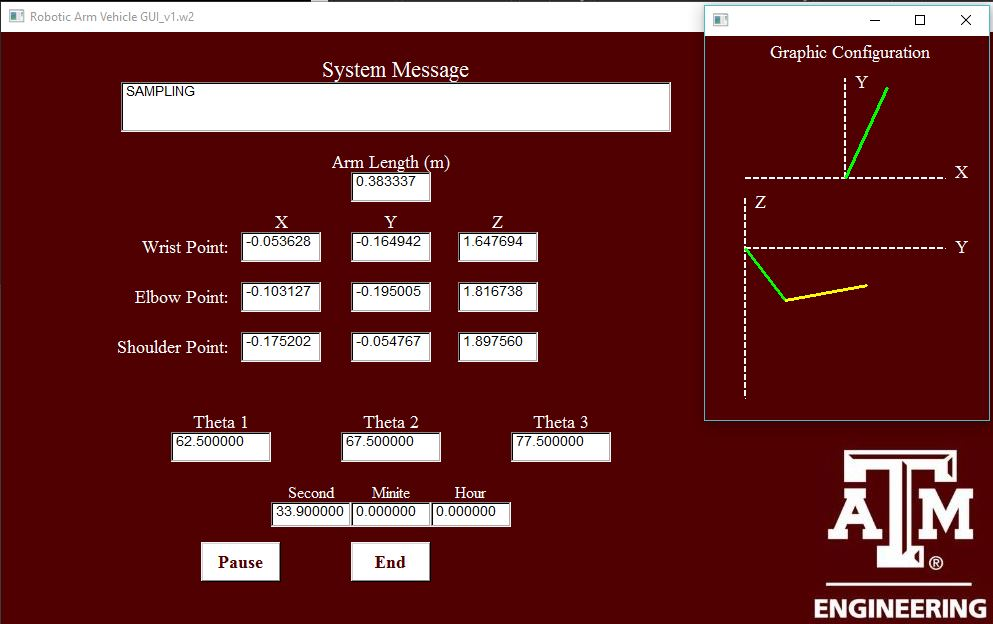 Robotic Arm Vehicle GUI_v1.w2
System Message
SAMPLING
Arm Length (m)
0.383337
X Y Z
Wrist Point: -0.053628 -0.164942 1.647694
Elbow Point: -0.103127 -0.195005 1.816738
Shoulder Point: -0.175202 -0.054767 1.897560
Theta 1 Theta 2 Theta 3
62.500000 67.500000 77.500000
Second Minite Hour
33.900000 0.000000 0.000000
Pause End
Graphic Configuration
Y
X
Z
Y
ATM
®
ENGINEERING